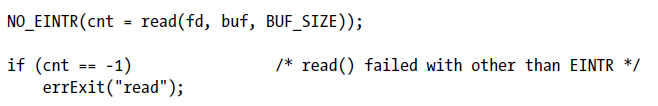 NO_EINTR(cnt = read(fd, buf, BUF_SIZE));
if (cnt == -1) /* read() failed with other than EINTR */
errExit("read");